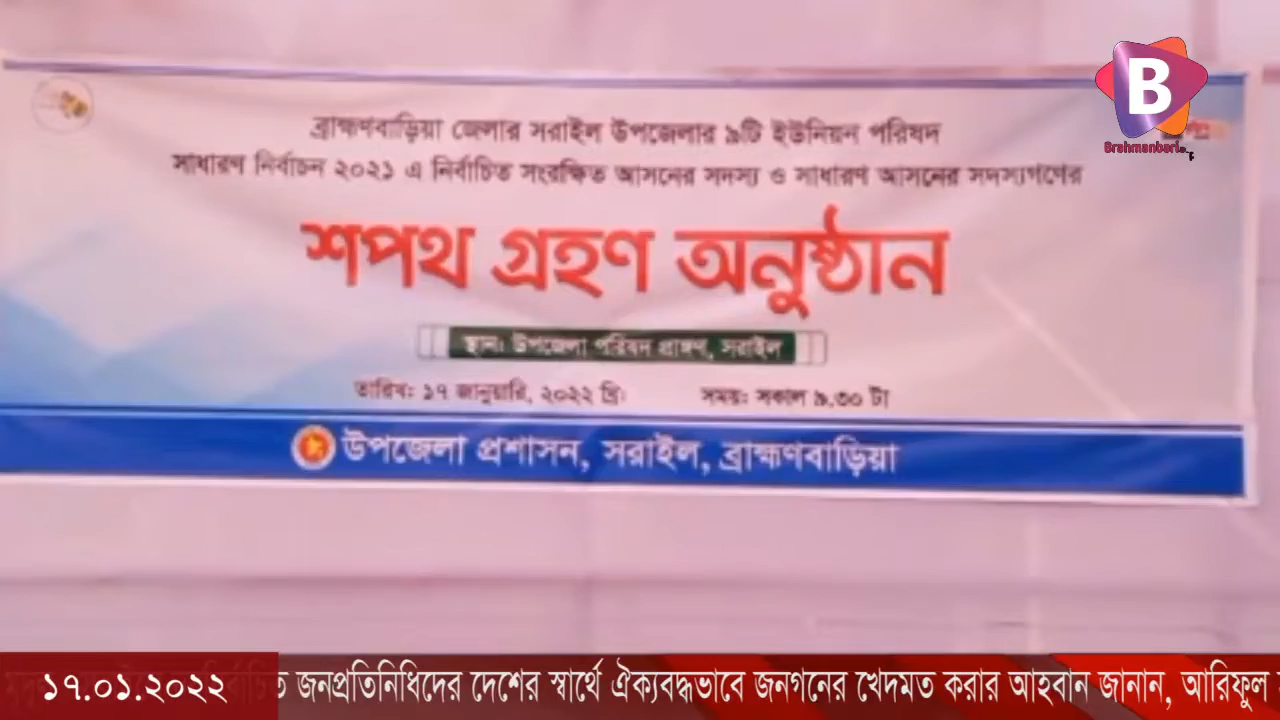 B
Brahmanbari
ব্রাহ্মণবাড়িয়া জেলার সরাইল উপজেলার ৯টি ইউনিয়ন পরিষদ
সাধারণ নির্বাচন ২০২১ এ নির্বাচিত সংরক্ষিত আসনের সদস্য ও সাধারণ আসনের সদস্যগণের
শপথ গ্রহণ অনুষ্ঠান
স্থান: উপজেলা পরিষদ প্রাঙ্গণ, সরাইল
তারিখ: ১৭ জানুয়ারি, ২০২২ খ্রি: সময়: সকাল ৯.৩০ টা
উপজেলা প্রশাসন, সরাইল, ব্রাহ্মণবাড়িয়া
১৭.০১.২০২২ জনপ্রতিনিধিদের দেশের স্বার্থে ঐক্যবদ্ধভাবে জনগনের খেদমত করার আহবান জানান, আরিফুল